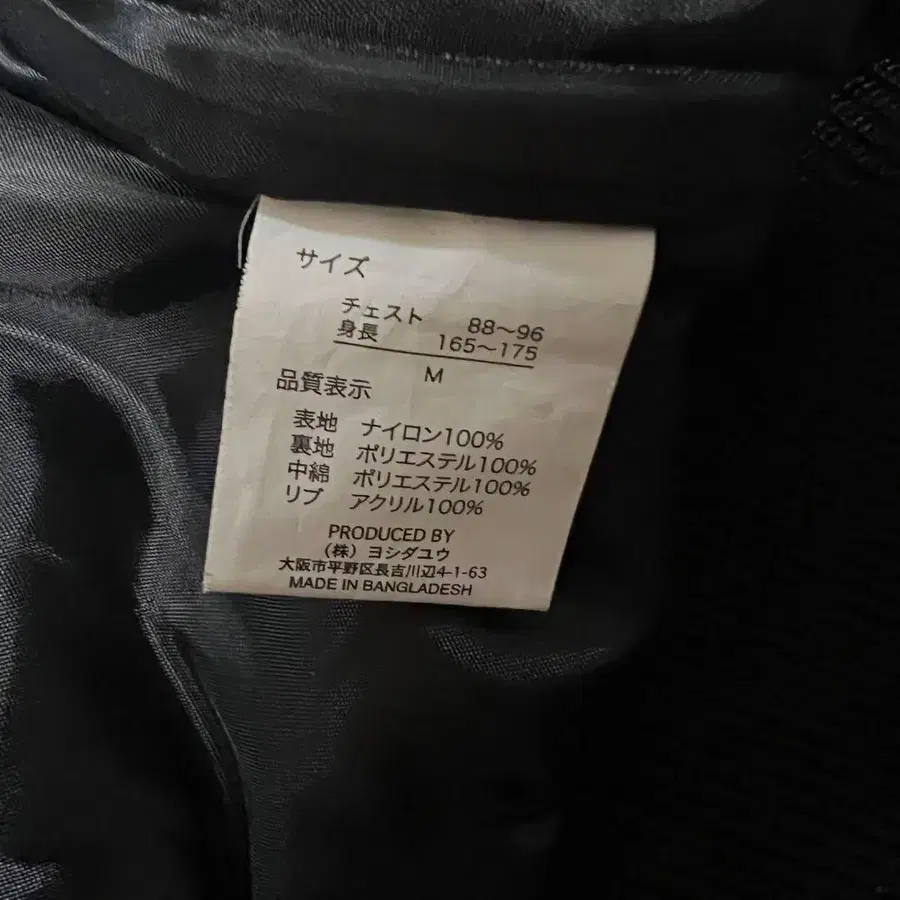 サイズ
チェスト 88〜96
身長 165〜175
M
品質表示
表地 ナイロン100%
裏地 ポリエステル100%
中綿 ポリエステル100%
リブ アクリル100%
PRODUCED BY
(株) ヨシダユウ
大阪市平野区長吉川辺4-1-63
MADE IN BANGLADESH